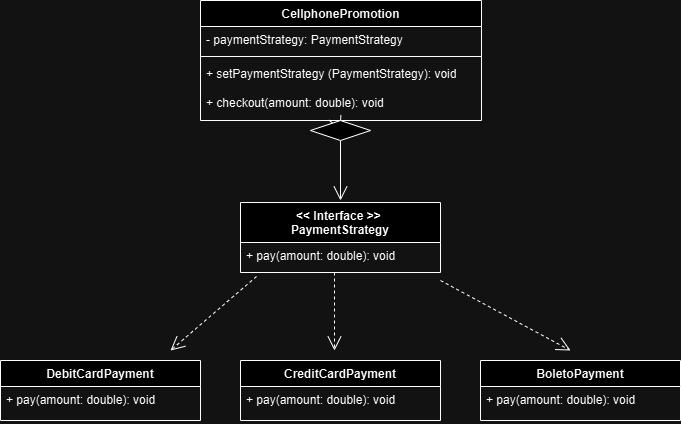 CellphonePromotion
- paymentStrategy: PaymentStrategy
+ setPaymentStrategy (PaymentStrategy): void
+ checkout(amount: double): void
<< Interface >>
PaymentStrategy
+ pay(amount: double): void
DebitCardPayment
+ pay(amount: double): void
CreditCardPayment
+ pay(amount: double): void
BoletoPayment
+ pay(amount: double): void